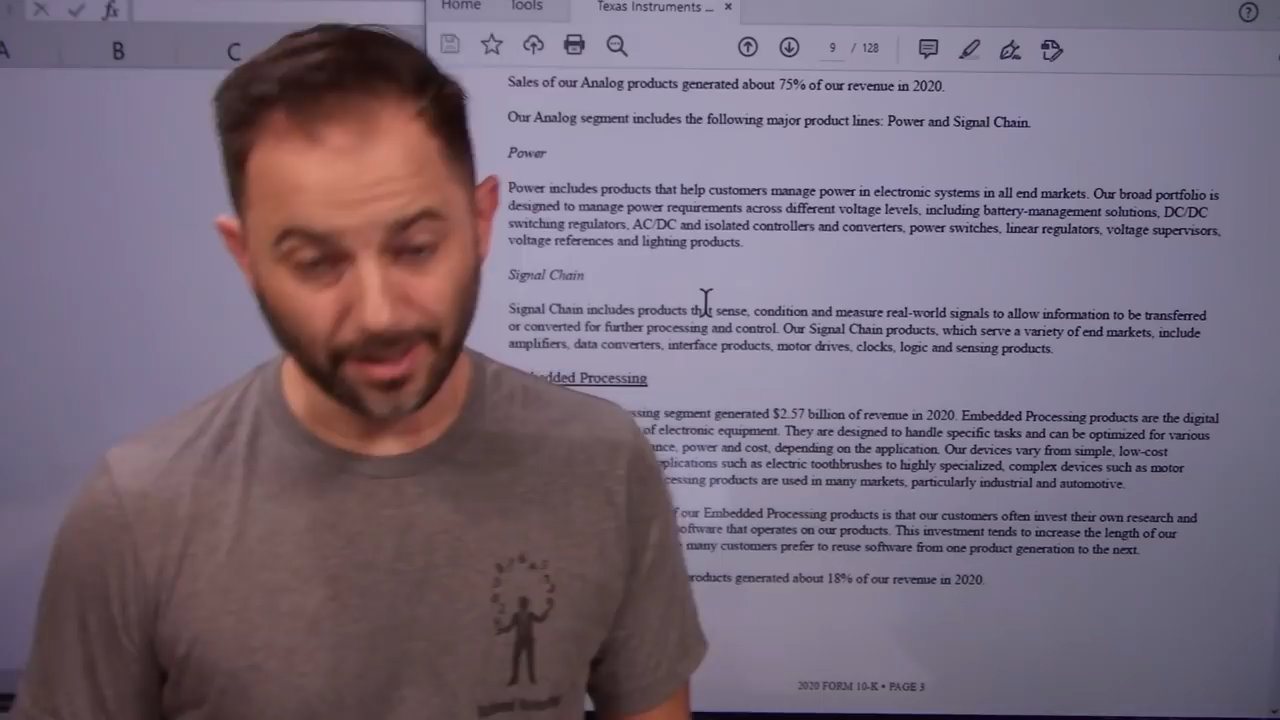 Home Tools Texas Instruments ... ×
fx
9 / 128
A B C
Sales of our Analog products generated about 75% of our revenue in 2020.
Our Analog segment includes the following major product lines: Power and Signal Chain.
Power
Power includes products that help customers manage power in electronic systems in all end markets. Our broad portfolio is
designed to manage power requirements across different voltage levels, including battery-management solutions, DC/DC
switching regulators, AC/DC and isolated controllers and converters, power switches, linear regulators, voltage supervisors,
voltage references and lighting products.
Signal Chain
Signal Chain includes products that sense, condition and measure real-world signals to allow information to be transferred
or converted for further processing and control. Our Signal Chain products, which serve a variety of end markets, include
amplifiers, data converters, interface products, motor drives, clocks, logic and sensing products.
edded Processing
ssing segment generated $2.57 billion of revenue in 2020. Embedded Processing products are the digital
of electronic equipment. They are designed to handle specific tasks and can be optimized for various
ance, power and cost, depending on the application. Our devices vary from simple, low-cost
plications such as electric toothbrushes to highly specialized, complex devices such as motor
cessing products are used in many markets, particularly industrial and automotive.
f our Embedded Processing products is that our customers often invest their own research and
oftware that operates on our products. This investment tends to increase the length of our
many customers prefer to reuse software from one product generation to the next.
roducts generated about 18% of our revenue in 2020.
2020 FORM 10-K • PAGE 3